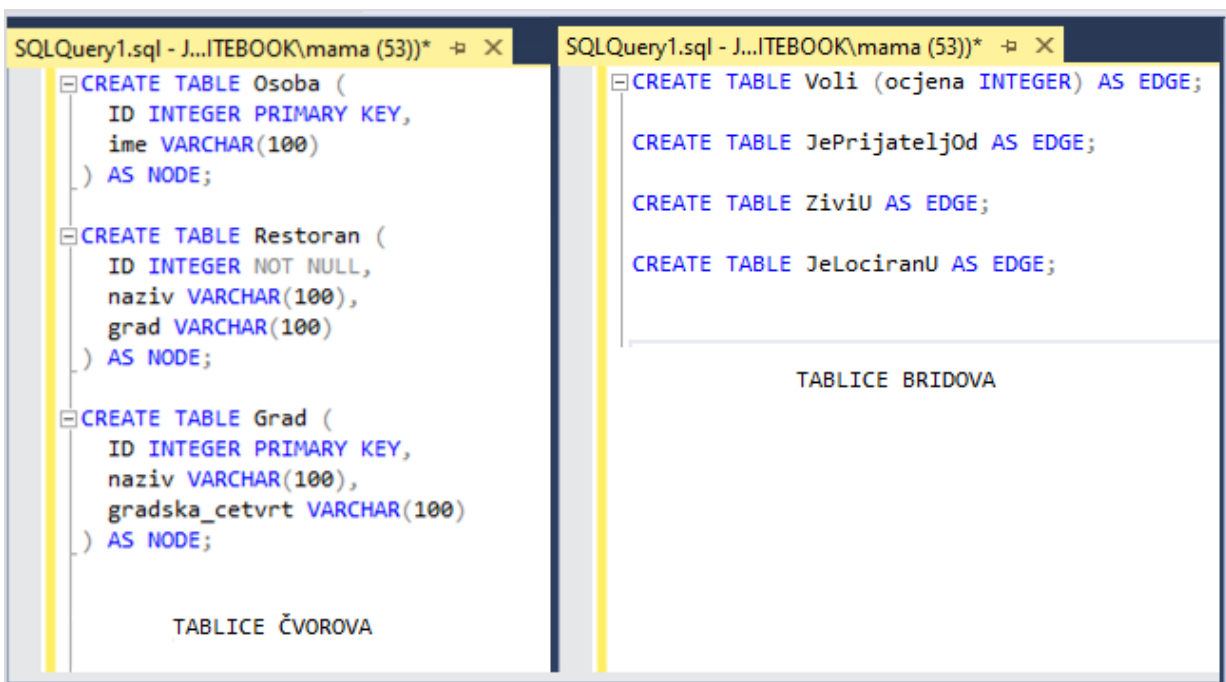 SQLQuery1.sql - J...ITEBOOK\mama (53))*
CREATE TABLE Osoba (
ID INTEGER PRIMARY KEY,
ime VARCHAR(100)
) AS NODE;
CREATE TABLE Restoran (
ID INTEGER NOT NULL,
naziv VARCHAR(100),
grad VARCHAR(100)
) AS NODE;
CREATE TABLE Grad (
ID INTEGER PRIMARY KEY,
naziv VARCHAR(100),
gradska_cetvrt VARCHAR(100)
) AS NODE;
TABLICE ČVOROVA
SQLQuery1.sql - J...ITEBOOK\mama (53))*
CREATE TABLE Voli (ocjena INTEGER) AS EDGE;
CREATE TABLE JePrijateljOd AS EDGE;
CREATE TABLE ZiviU AS EDGE;
CREATE TABLE JeLociranU AS EDGE;
TABLICE BRIDOVA